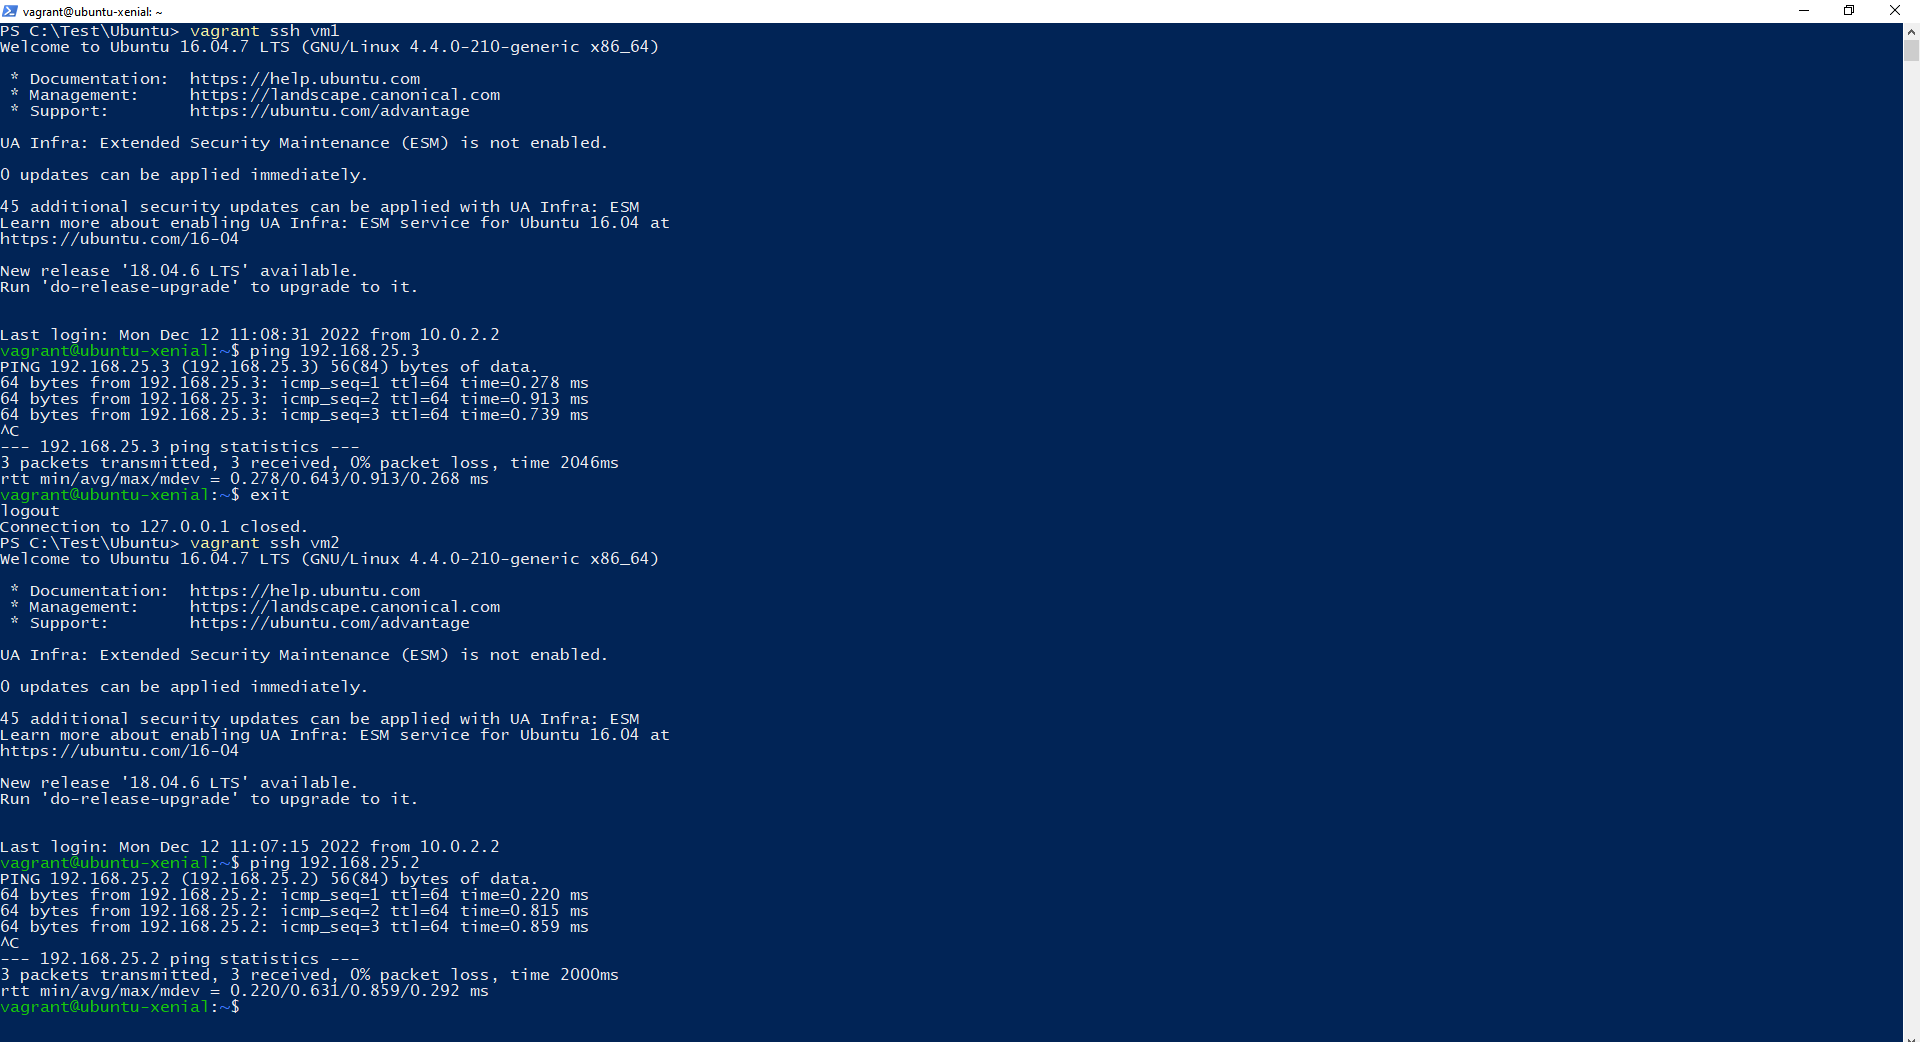 vagrant@ubuntu-xenial: ~
PS C:\Test\Ubuntu> vagrant ssh vm1
Welcome to Ubuntu 16.04.7 LTS (GNU/Linux 4.4.0-210-generic x86_64)
* Documentation:  https://help.ubuntu.com
* Management:     https://landscape.canonical.com
* Support:        https://ubuntu.com/advantage
UA Infra: Extended Security Maintenance (ESM) is not enabled.
0 updates can be applied immediately.
45 additional security updates can be applied with UA Infra: ESM
Learn more about enabling UA Infra: ESM service for Ubuntu 16.04 at
https://ubuntu.com/16-04
New release '18.04.6 LTS' available.
Run 'do-release-upgrade' to upgrade to it.
Last login: Mon Dec 12 11:08:31 2022 from 10.0.2.2
vagrant@ubuntu-xenial:~$ ping 192.168.25.3
PING 192.168.25.3 (192.168.25.3) 56(84) bytes of data.
64 bytes from 192.168.25.3: icmp_seq=1 ttl=64 time=0.278 ms
64 bytes from 192.168.25.3: icmp_seq=2 ttl=64 time=0.913 ms
64 bytes from 192.168.25.3: icmp_seq=3 ttl=64 time=0.739 ms
^C
--- 192.168.25.3 ping statistics ---
3 packets transmitted, 3 received, 0% packet loss, time 2046ms
rtt min/avg/max/mdev = 0.278/0.643/0.913/0.268 ms
vagrant@ubuntu-xenial:~$ exit
logout
Connection to 127.0.0.1 closed.
PS C:\Test\Ubuntu> vagrant ssh vm2
Welcome to Ubuntu 16.04.7 LTS (GNU/Linux 4.4.0-210-generic x86_64)
* Documentation:  https://help.ubuntu.com
* Management:     https://landscape.canonical.com
* Support:        https://ubuntu.com/advantage
UA Infra: Extended Security Maintenance (ESM) is not enabled.
0 updates can be applied immediately.
45 additional security updates can be applied with UA Infra: ESM
Learn more about enabling UA Infra: ESM service for Ubuntu 16.04 at
https://ubuntu.com/16-04
New release '18.04.6 LTS' available.
Run 'do-release-upgrade' to upgrade to it.
Last login: Mon Dec 12 11:07:15 2022 from 10.0.2.2
vagrant@ubuntu-xenial:~$ ping 192.168.25.2
PING 192.168.25.2 (192.168.25.2) 56(84) bytes of data.
64 bytes from 192.168.25.2: icmp_seq=1 ttl=64 time=0.220 ms
64 bytes from 192.168.25.2: icmp_seq=2 ttl=64 time=0.815 ms
64 bytes from 192.168.25.2: icmp_seq=3 ttl=64 time=0.859 ms
^C
--- 192.168.25.2 ping statistics ---
3 packets transmitted, 3 received, 0% packet loss, time 2000ms
rtt min/avg/max/mdev = 0.220/0.631/0.859/0.292 ms
vagrant@ubuntu-xenial:~$